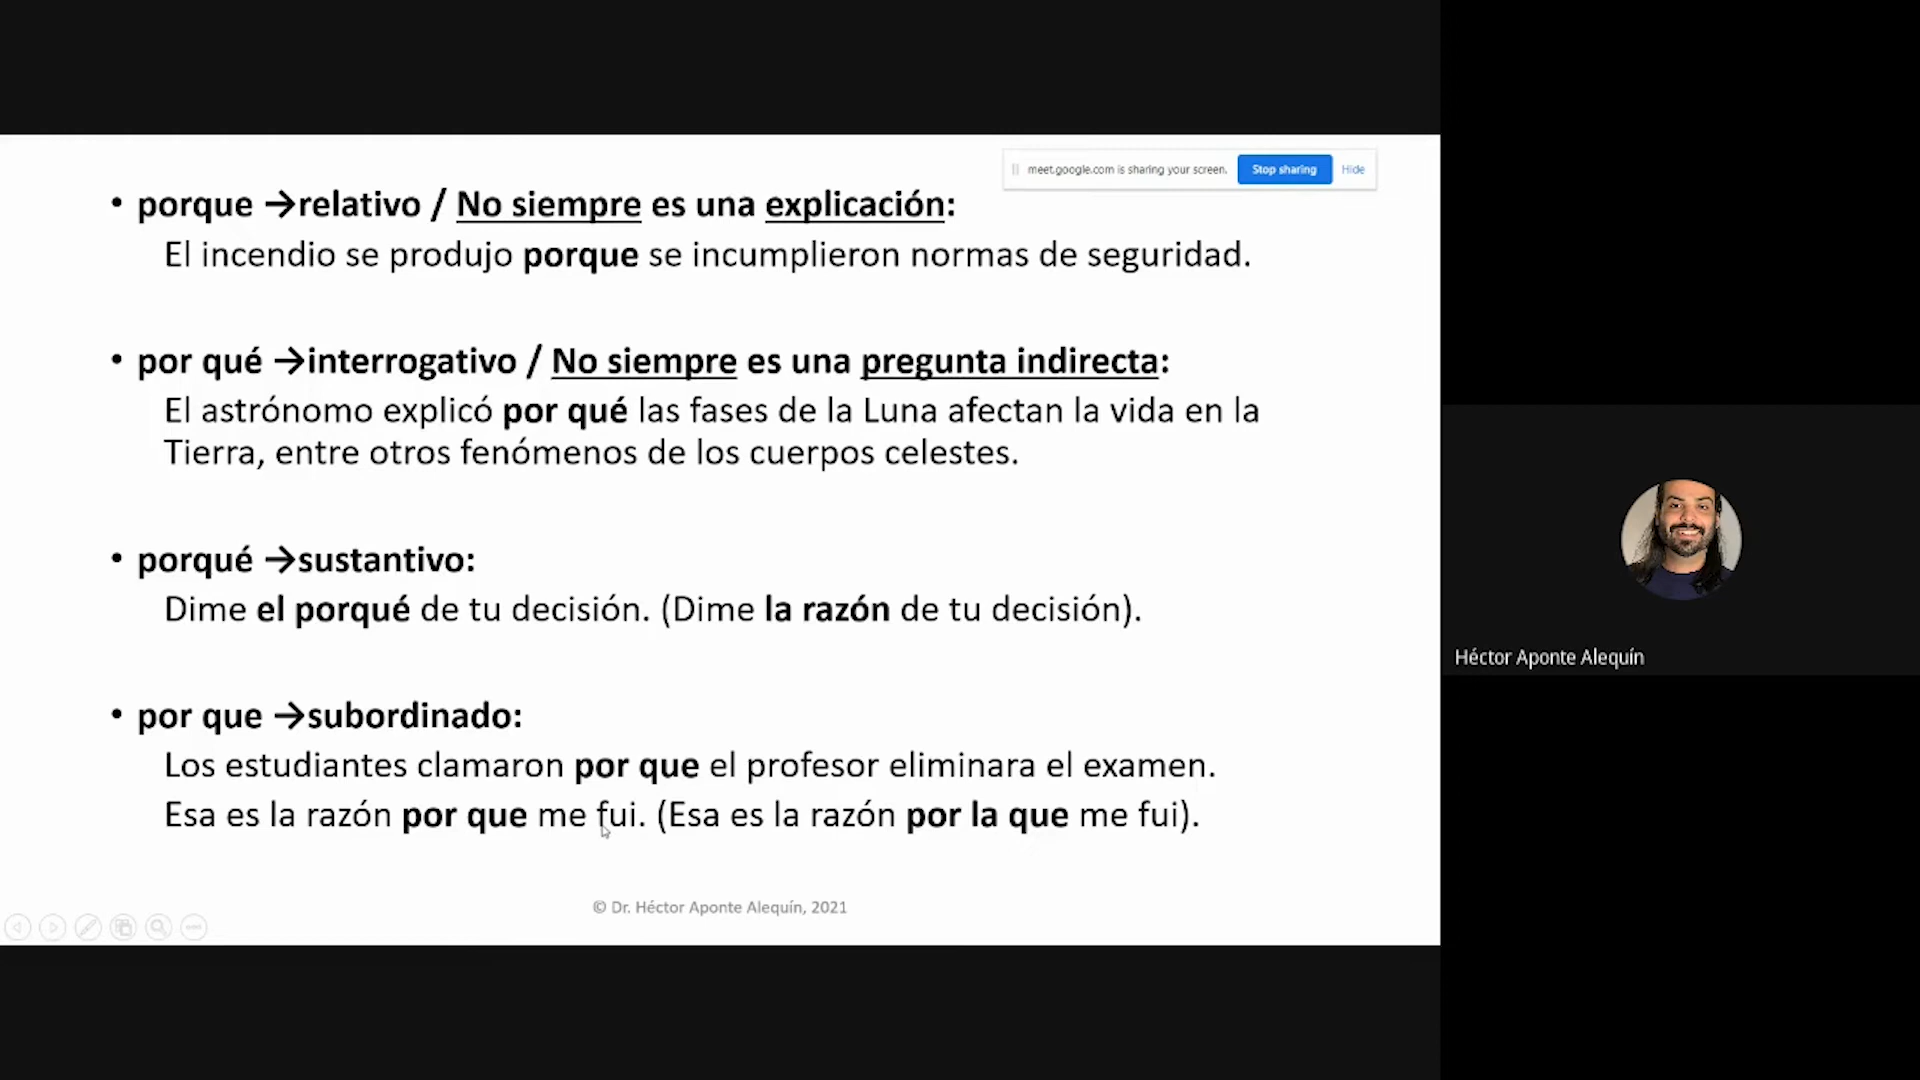 meet.google.com is sharing your screen. Stop sharing Hide
• porque →relativo / No siempre es una explicación:
El incendio se produjo porque se incumplieron normas de seguridad.
• por qué →interrogativo / No siempre es una pregunta indirecta:
El astrónomo explicó por qué las fases de la Luna afectan la vida en la
Tierra, entre otros fenómenos de los cuerpos celestes.
• porqué →sustantivo:
Dime el porqué de tu decisión. (Dime la razón de tu decisión).
• por que →subordinado:
Los estudiantes clamaron por que el profesor eliminara el examen.
Esa es la razón por que me fui. (Esa es la razón por la que me fui).
© Dr. Héctor Aponte Alequín, 2021
Héctor Aponte Alequín